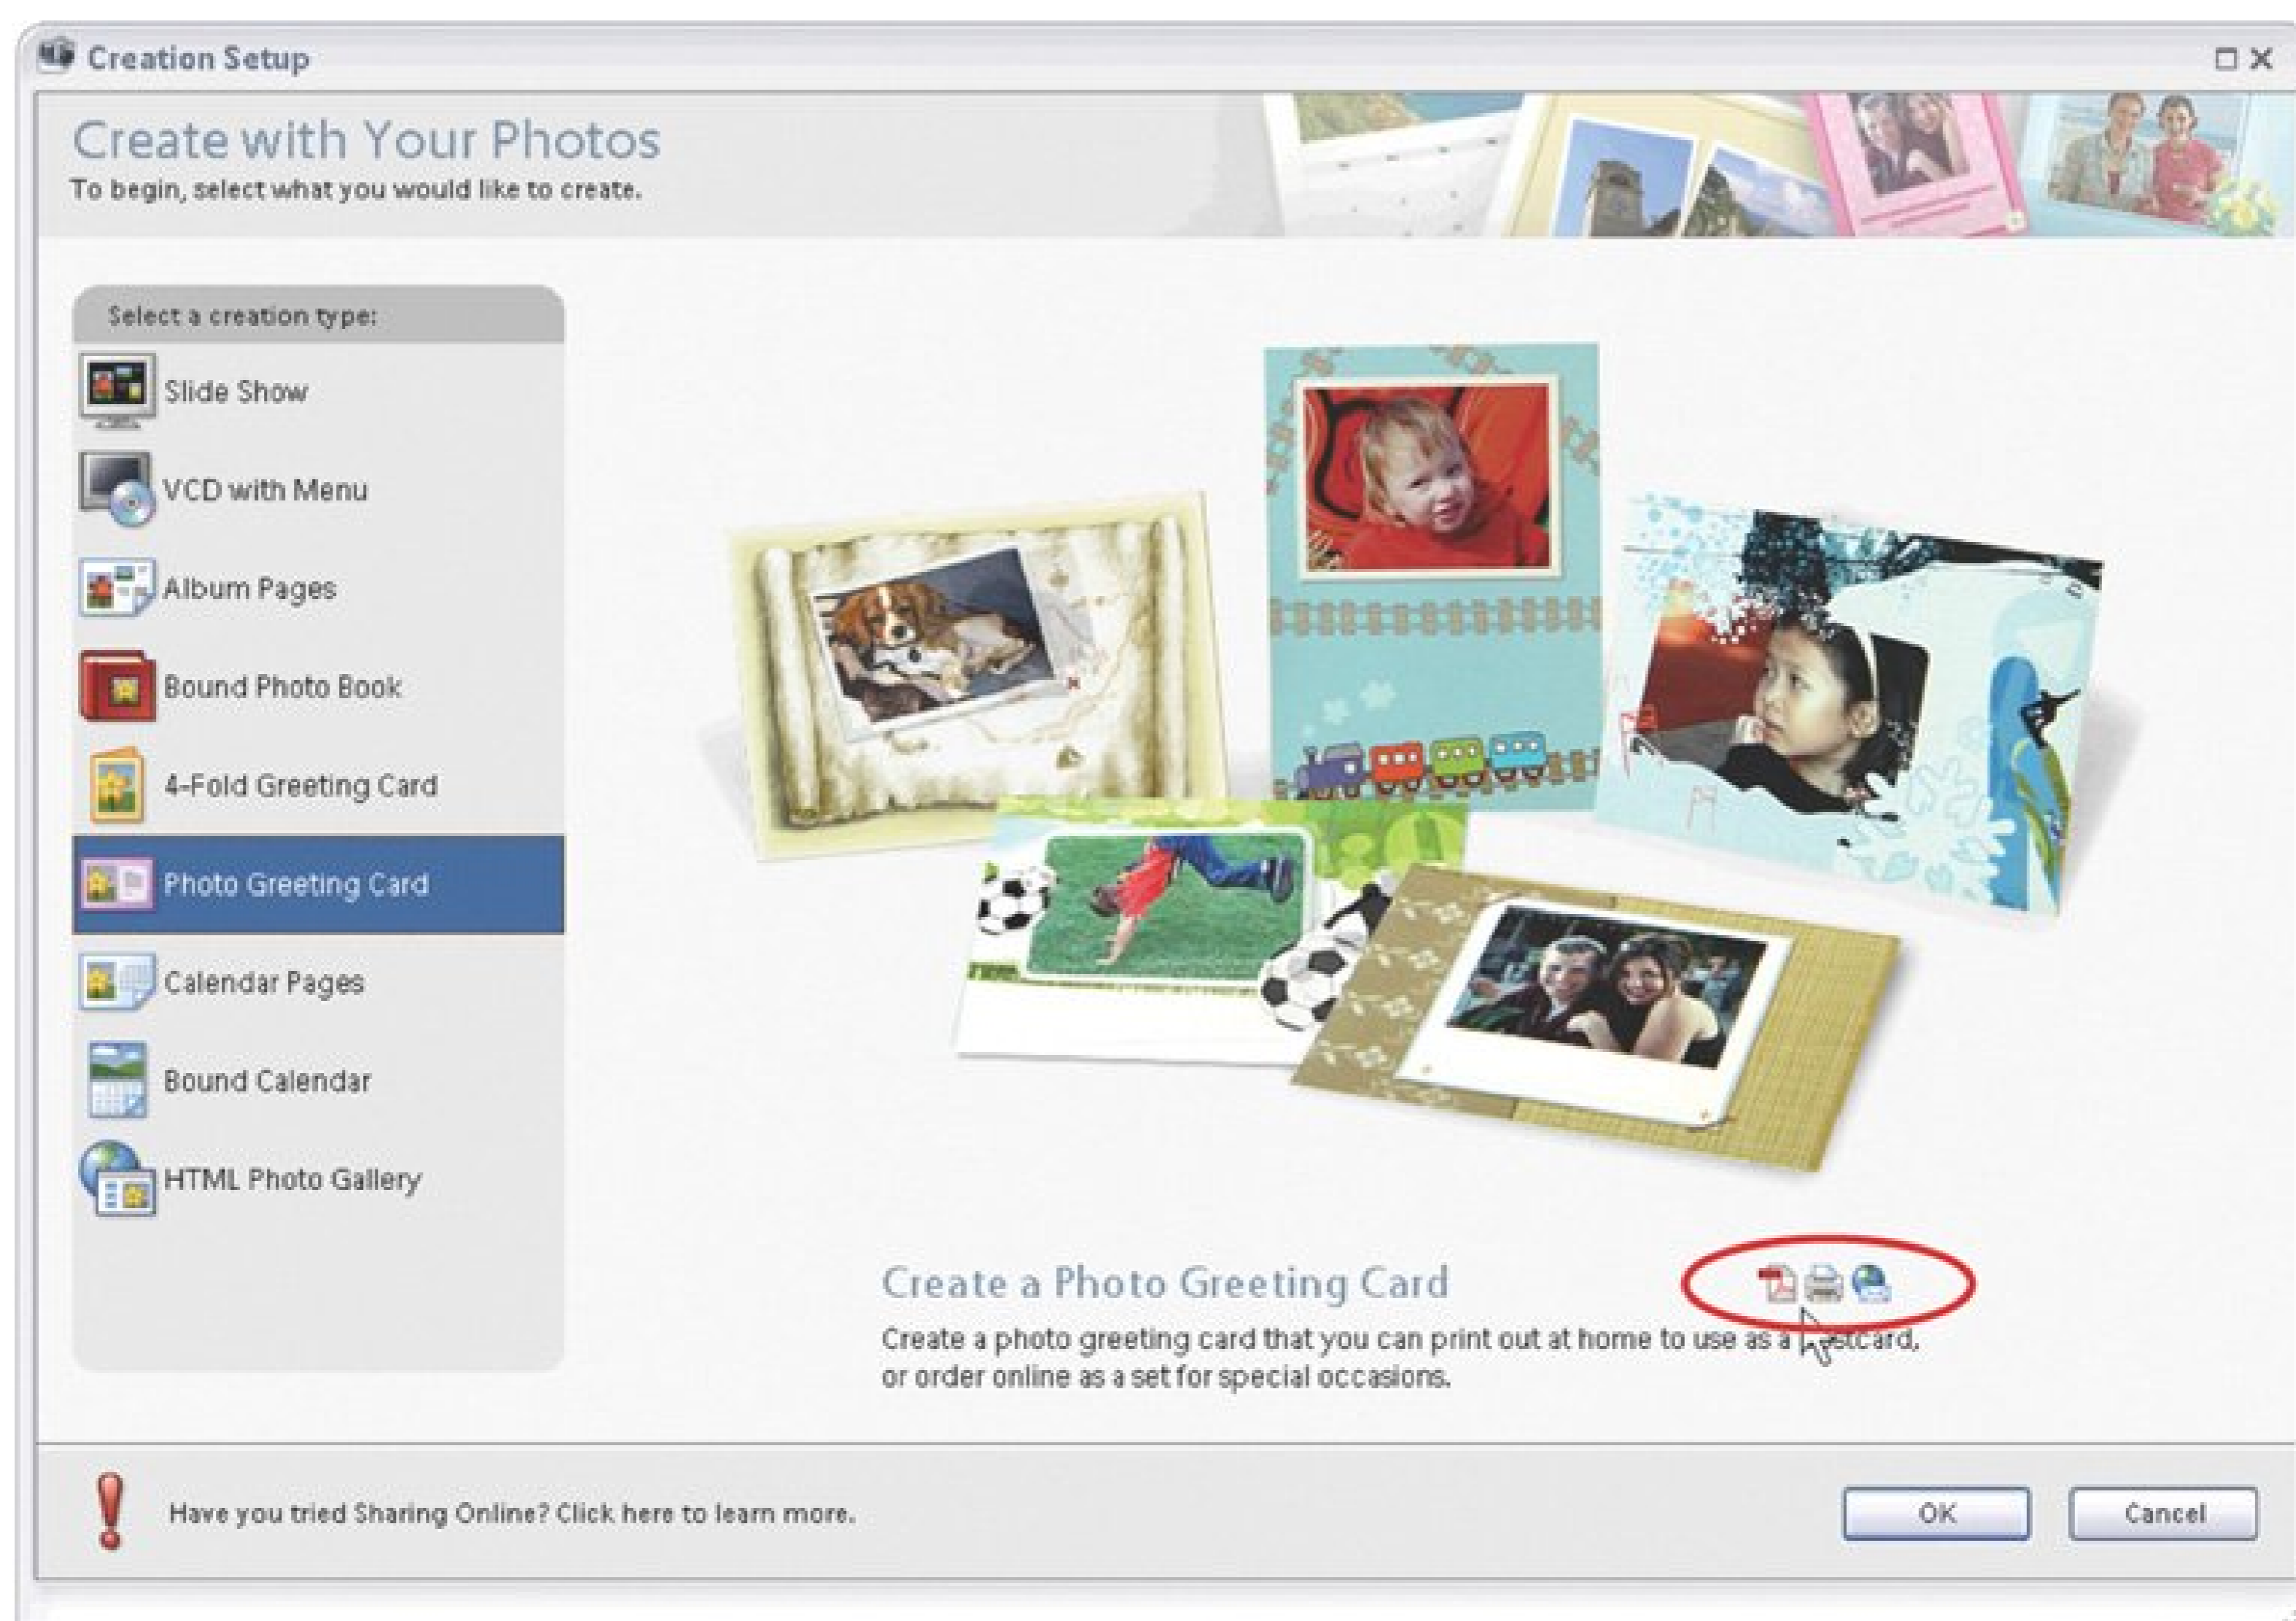 Creation Setup
Create with Your Photos
To begin, select what you would like to create.
Select a creation type:
Slide Show
VCD with Menu
Album Pages
Bound Photo Book
4-Fold Greeting Card
Photo Greeting Card
Calendar Pages
Bound Calendar
HTML Photo Gallery
Create a Photo Greeting Card
Create a photo greeting card that you can print out at home to use as a postcard,
or order online as a set for special occasions.
Have you tried Sharing Online? Click here to learn more.
OK
Cancel